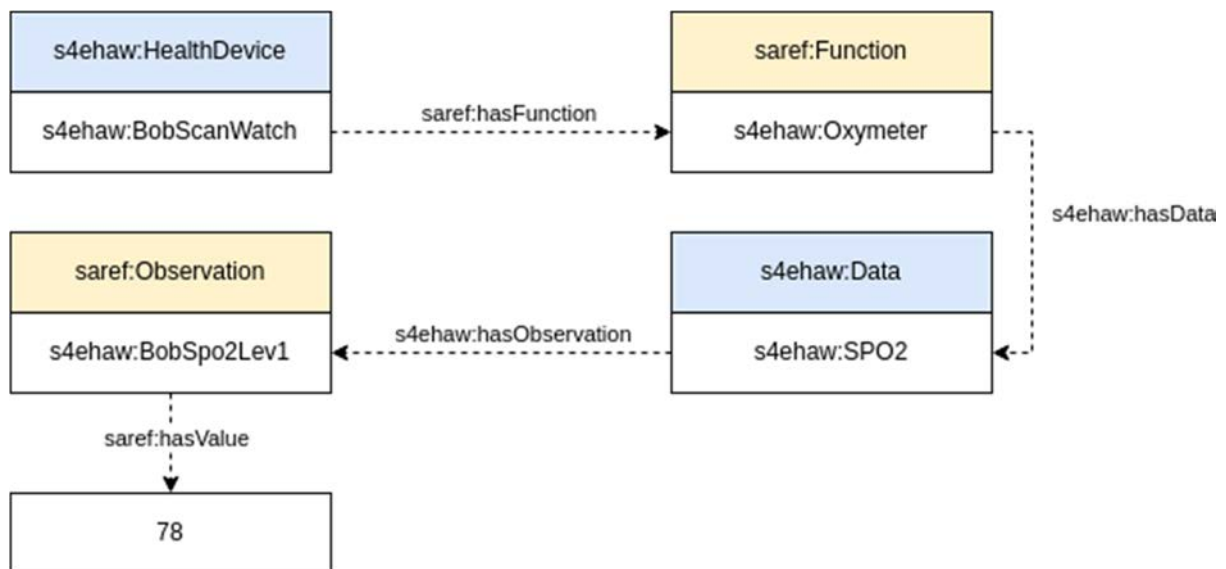 s4ehaw:HealthDevice
s4ehaw:BobScanWatch
saref:hasFunction
saref:Function
s4ehaw:Oxymeter
s4ehaw:hasData
s4ehaw:Data
s4ehaw:SPO2
s4ehaw:hasObservation
saref:Observation
s4ehaw:BobSpo2Lev1
saref:hasValue
78